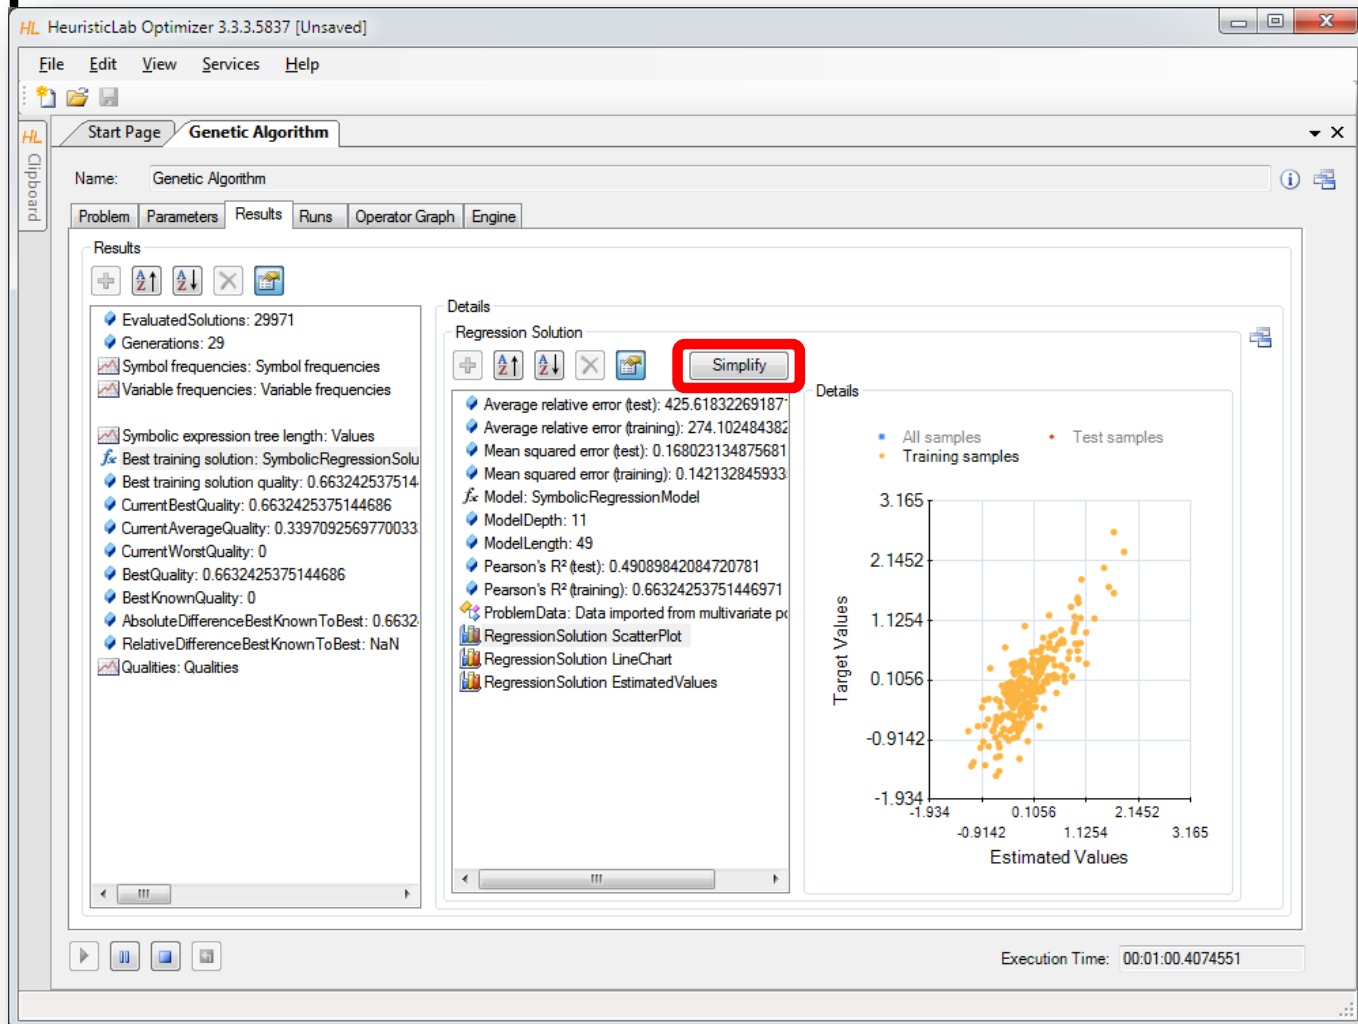 HL HeuristicLab Optimizer 3.3.3.5837 [Unsaved]
File Edit View Services Help
HL Clipboard
Start Page Genetic Algorithm
Name: Genetic Algorithm
Problem Parameters Results Runs Operator Graph Engine
Results
EvaluatedSolutions: 29971
Generations: 29
Symbol frequencies: Symbol frequencies
Variable frequencies: Variable frequencies
Symbolic expression tree length: Values
Best training solution: SymbolicRegressionSolu
Best training solution quality: 0.6632425375144
CurrentBestQuality: 0.6632425375144686
CurrentAverageQuality: 0.3397092569770033
CurrentWorstQuality: 0
BestQuality: 0.6632425375144686
BestKnownQuality: 0
AbsoluteDifferenceBestKnownToBest: 0.6632
RelativeDifferenceBestKnownToBest: NaN
Qualities: Qualities
Details
Regression Solution
Simplify
Average relative error (test): 425.61832269187
Average relative error (training): 274.102484382
Mean squared error (test): 0.168023134875681
Mean squared error (training): 0.142132845933
Model: SymbolicRegressionModel
ModelDepth: 11
ModelLength: 49
Pearson's R² (test): 0.49089842084720781
Pearson's R² (training): 0.66324253751446971
ProblemData: Data imported from multivariate po
RegressionSolution ScatterPlot
RegressionSolution LineChart
RegressionSolution EstimatedValues
Details
All samples Test samples
Training samples
Target Values
3.165
2.1452
1.1254
0.1056
-0.9142
-1.934
-1.934 0.1056 2.1452
-0.9142 1.1254 3.165
Estimated Values
Execution Time: 00:01:00.4074551